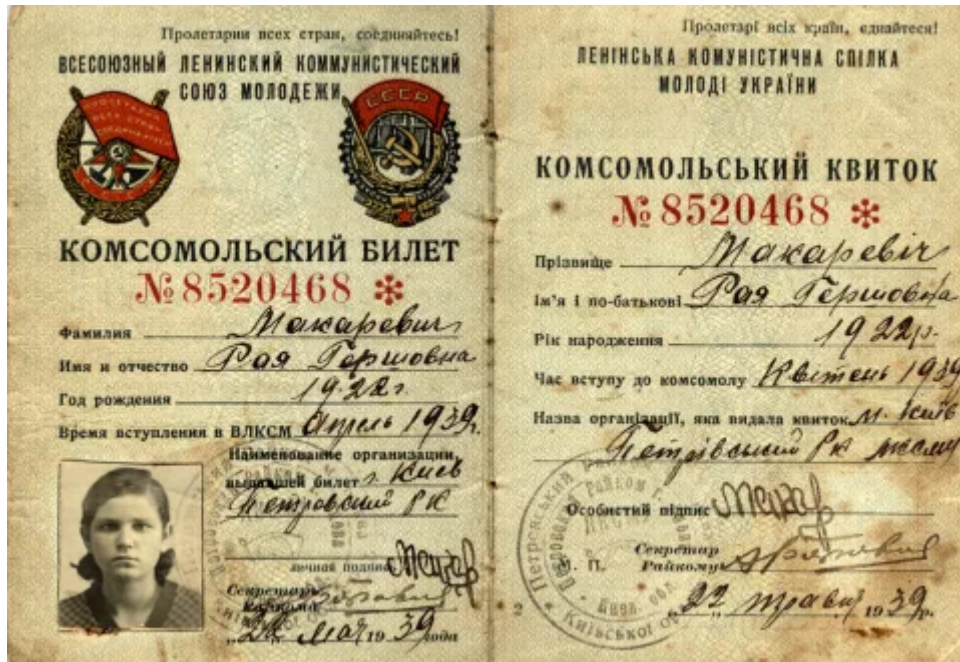 Пролетарии всех стран, соединяйтесь!
ВСЕСОЮЗНЫЙ ЛЕНИНСКИЙ КОММУНИСТИЧЕСКИЙ
СОЮЗ МОЛОДЕЖИ
СССР
КОМСОМОЛЬСКИЙ БИЛЕТ
№ 8520468 *
Фамилия Макаревич
Имя и отчество Рая Гершовна
Год рождения 1922 г.
Время вступления в ВЛКСМ Апрель 1939 г.
Наименование организации,
выдавшей билет г. Киев
Петровский РК
личная подпись Макар
Секретарь
Райкома
"22" Мая 1939 года
Пролетарі всіх країн, єднайтеся!
ЛЕНІНСЬКА КОМУНІСТИЧНА СПІЛКА
МОЛОДІ УКРАЇНИ
КОМСОМОЛЬСЬКИЙ КВИТОК
№ 8520468 *
Прізвище Макаревіч
Ім'я і по-батькові Рая Гершовна
Рік народження 1922 р.
Час вступу до комсомолу Квітень 1939
Назва організації, яка видала квиток м. Київ
Петрівський РК ЛКСМУ
Особистий підпис Макар
Секретар
М. П. Райкому
"22" травня 1939 р.
2